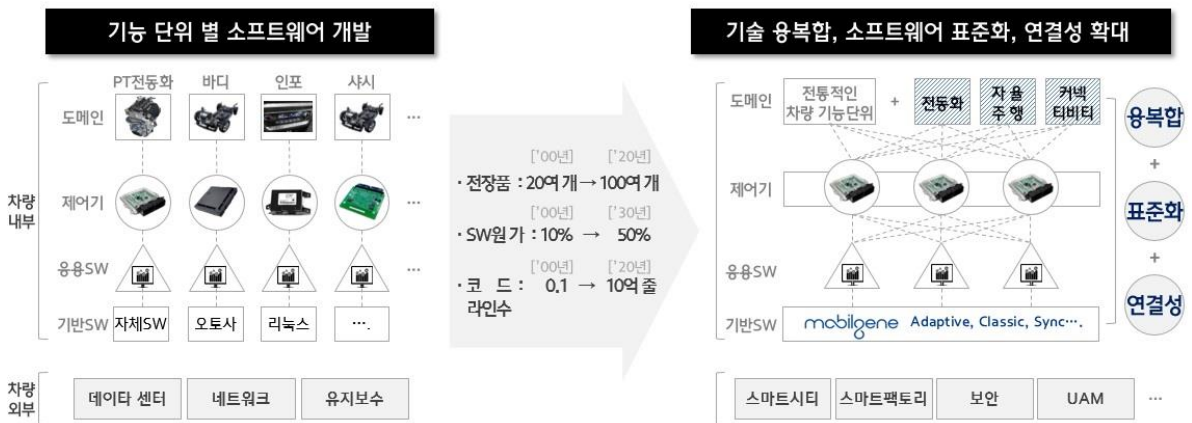 기능 단위 별 소프트웨어 개발
PT전동화 바디 인포 샤시
도메인 ...
차량
내부
제어기 ...
응용SW ...
기반SW 자체SW 오토사 리눅스 ….
차량
외부
데이타 센터 네트워크 유지보수
['00년] ['20년]
· 전장품 : 20여 개 → 100여 개
['00년] ['30년]
· SW원가 : 10% → 50%
['00년] ['20년]
· 코 드 : 0.1 → 10억 줄
라인수
기술 융복합, 소프트웨어 표준화, 연결성 확대
도메인
전통적인
차량 기능단위
+
전동화
자 율
주 행
커넥
티비티
제어기
응용SW
기반SW mobilgene Adaptive, Classic, Sync….
융복합
+
표준화
+
연결성
스마트시티 스마트팩토리 보안 UAM ...